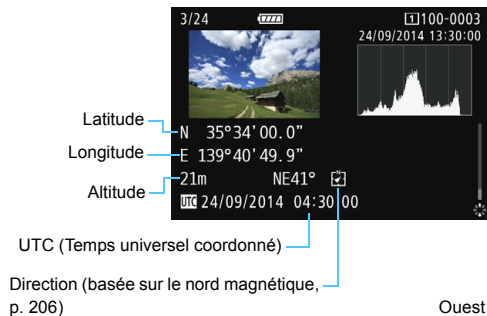 3/24
1 100-0003
24/09/2014 13:30:00
Latitude
N 35°34'00.0"
Longitude
E 139°40'49.9"
Altitude
21m NE41°
UTC 24/09/2014 04:30:00
UTC (Temps universel coordonné)
Direction (basée sur le nord magnétique,
p. 206)
Ouest